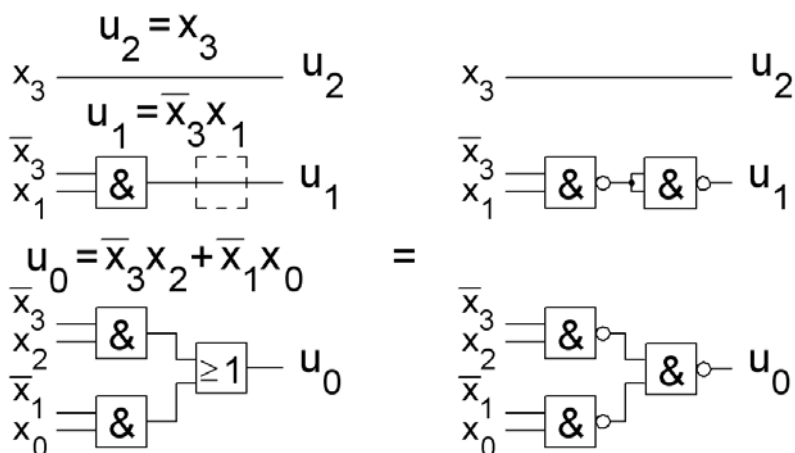 u₂ = x₃
x₃ u₂ x₃ u₂
u₁ = x̅₃x₁
x̅₃ x̅₃
& u₁ & & u₁
x₁ x₁
u₀ = x̅₃x₂ + x̅₁x₀ =
x̅₃ x̅₃
& &
x₂ x₂
≥1 u₀ & u₀
x̅₁ x̅₁
& &
x₀ x₀